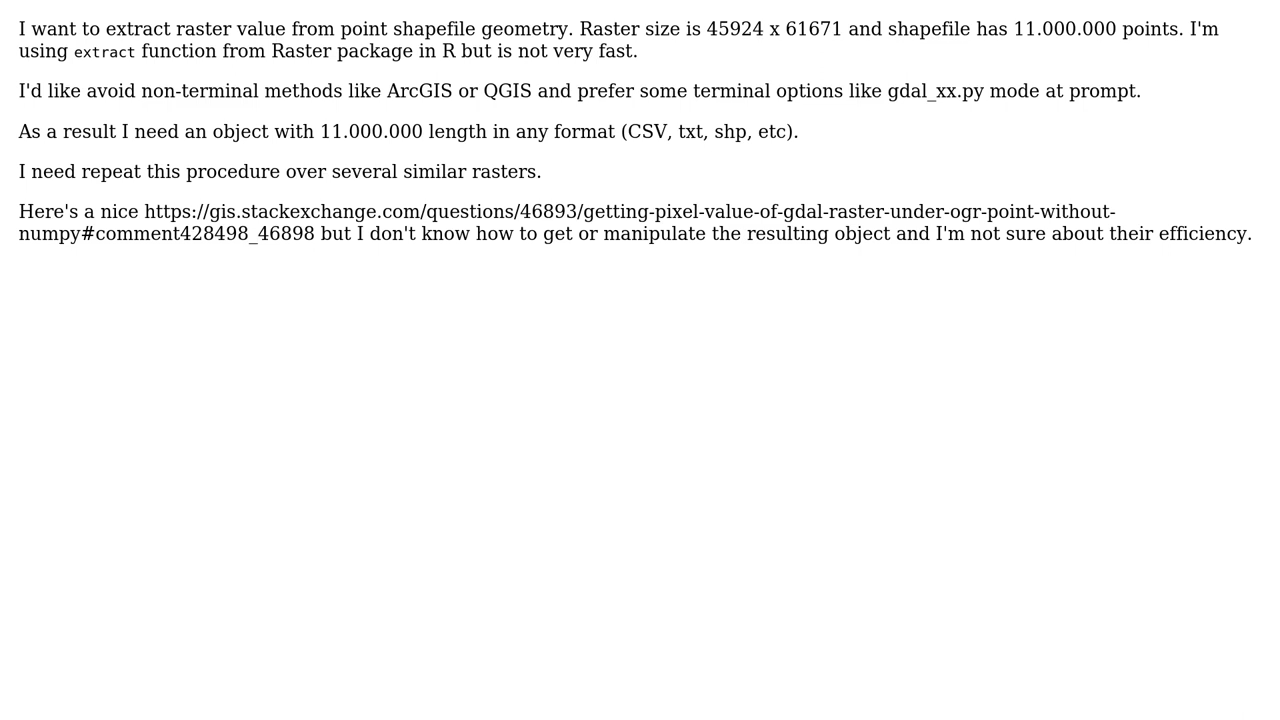 I want to extract raster value from point shapefile geometry. Raster size is 45924 x 61671 and shapefile has 11.000.000 points. I'm
using extract function from Raster package in R but is not very fast.
I'd like avoid non-terminal methods like ArcGIS or QGIS and prefer some terminal options like gdal_xx.py mode at prompt.
As a result I need an object with 11.000.000 length in any format (CSV, txt, shp, etc).
I need repeat this procedure over several similar rasters.
Here's a nice https://gis.stackexchange.com/questions/46893/getting-pixel-value-of-gdal-raster-under-ogr-point-without-
numpy#comment428498_46898 but I don't know how to get or manipulate the resulting object and I'm not sure about their efficiency.